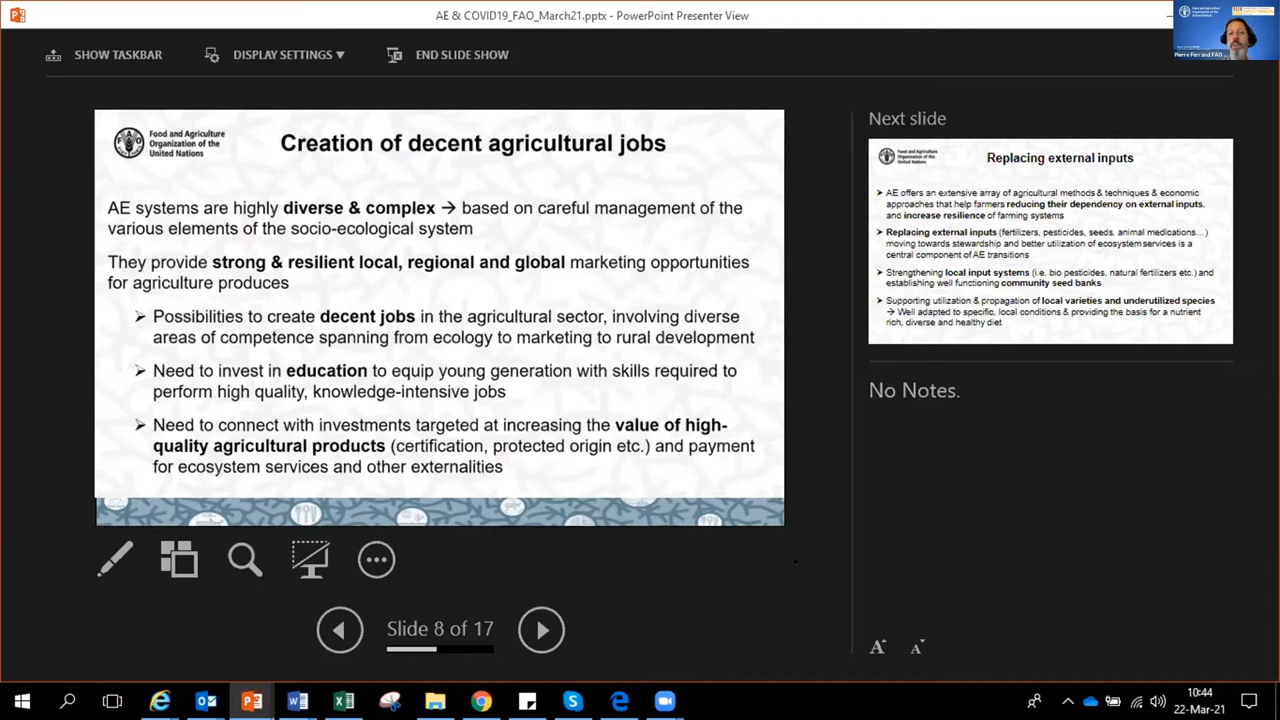 AE & COVID19_FAO_March21.pptx - PowerPoint Presenter View
SHOW TASKBAR
DISPLAY SETTINGS ▼
END SLIDE SHOW
Pierre Ferrand FAO
Food and Agriculture
Organization of the
United Nations
Creation of decent agricultural jobs
AE systems are highly diverse & complex → based on careful management of the
various elements of the socio-ecological system
They provide strong & resilient local, regional and global marketing opportunities
for agriculture produces
➢ Possibilities to create decent jobs in the agricultural sector, involving diverse
areas of competence spanning from ecology to marketing to rural development
➢ Need to invest in education to equip young generation with skills required to
perform high quality, knowledge-intensive jobs
➢ Need to connect with investments targeted at increasing the value of high-
quality agricultural products (certification, protected origin etc.) and payment
for ecosystem services and other externalities
Slide 8 of 17
Next slide
Food and Agriculture
Organization of the
United Nations
Replacing external inputs
➢ AE offers an extensive array of agricultural methods & techniques & economic
approaches that help farmers reducing their dependency on external inputs,
and increase resilience of farming systems
➢ Replacing external inputs (fertilizers, pesticides, seeds, animal medications...)
moving towards stewardship and better utilization of ecosystem services is a
central component of AE transitions
➢ Strengthening local input systems (i.e. bio pesticides, natural fertilizers etc.) and
establishing well functioning community seed banks
➢ Supporting utilization & propagation of local varieties and underutilized species
→ Well adapted to specific, local conditions & providing the basis for a nutrient
rich, diverse and healthy diet
No Notes.
A A
10:44
22-Mar-21